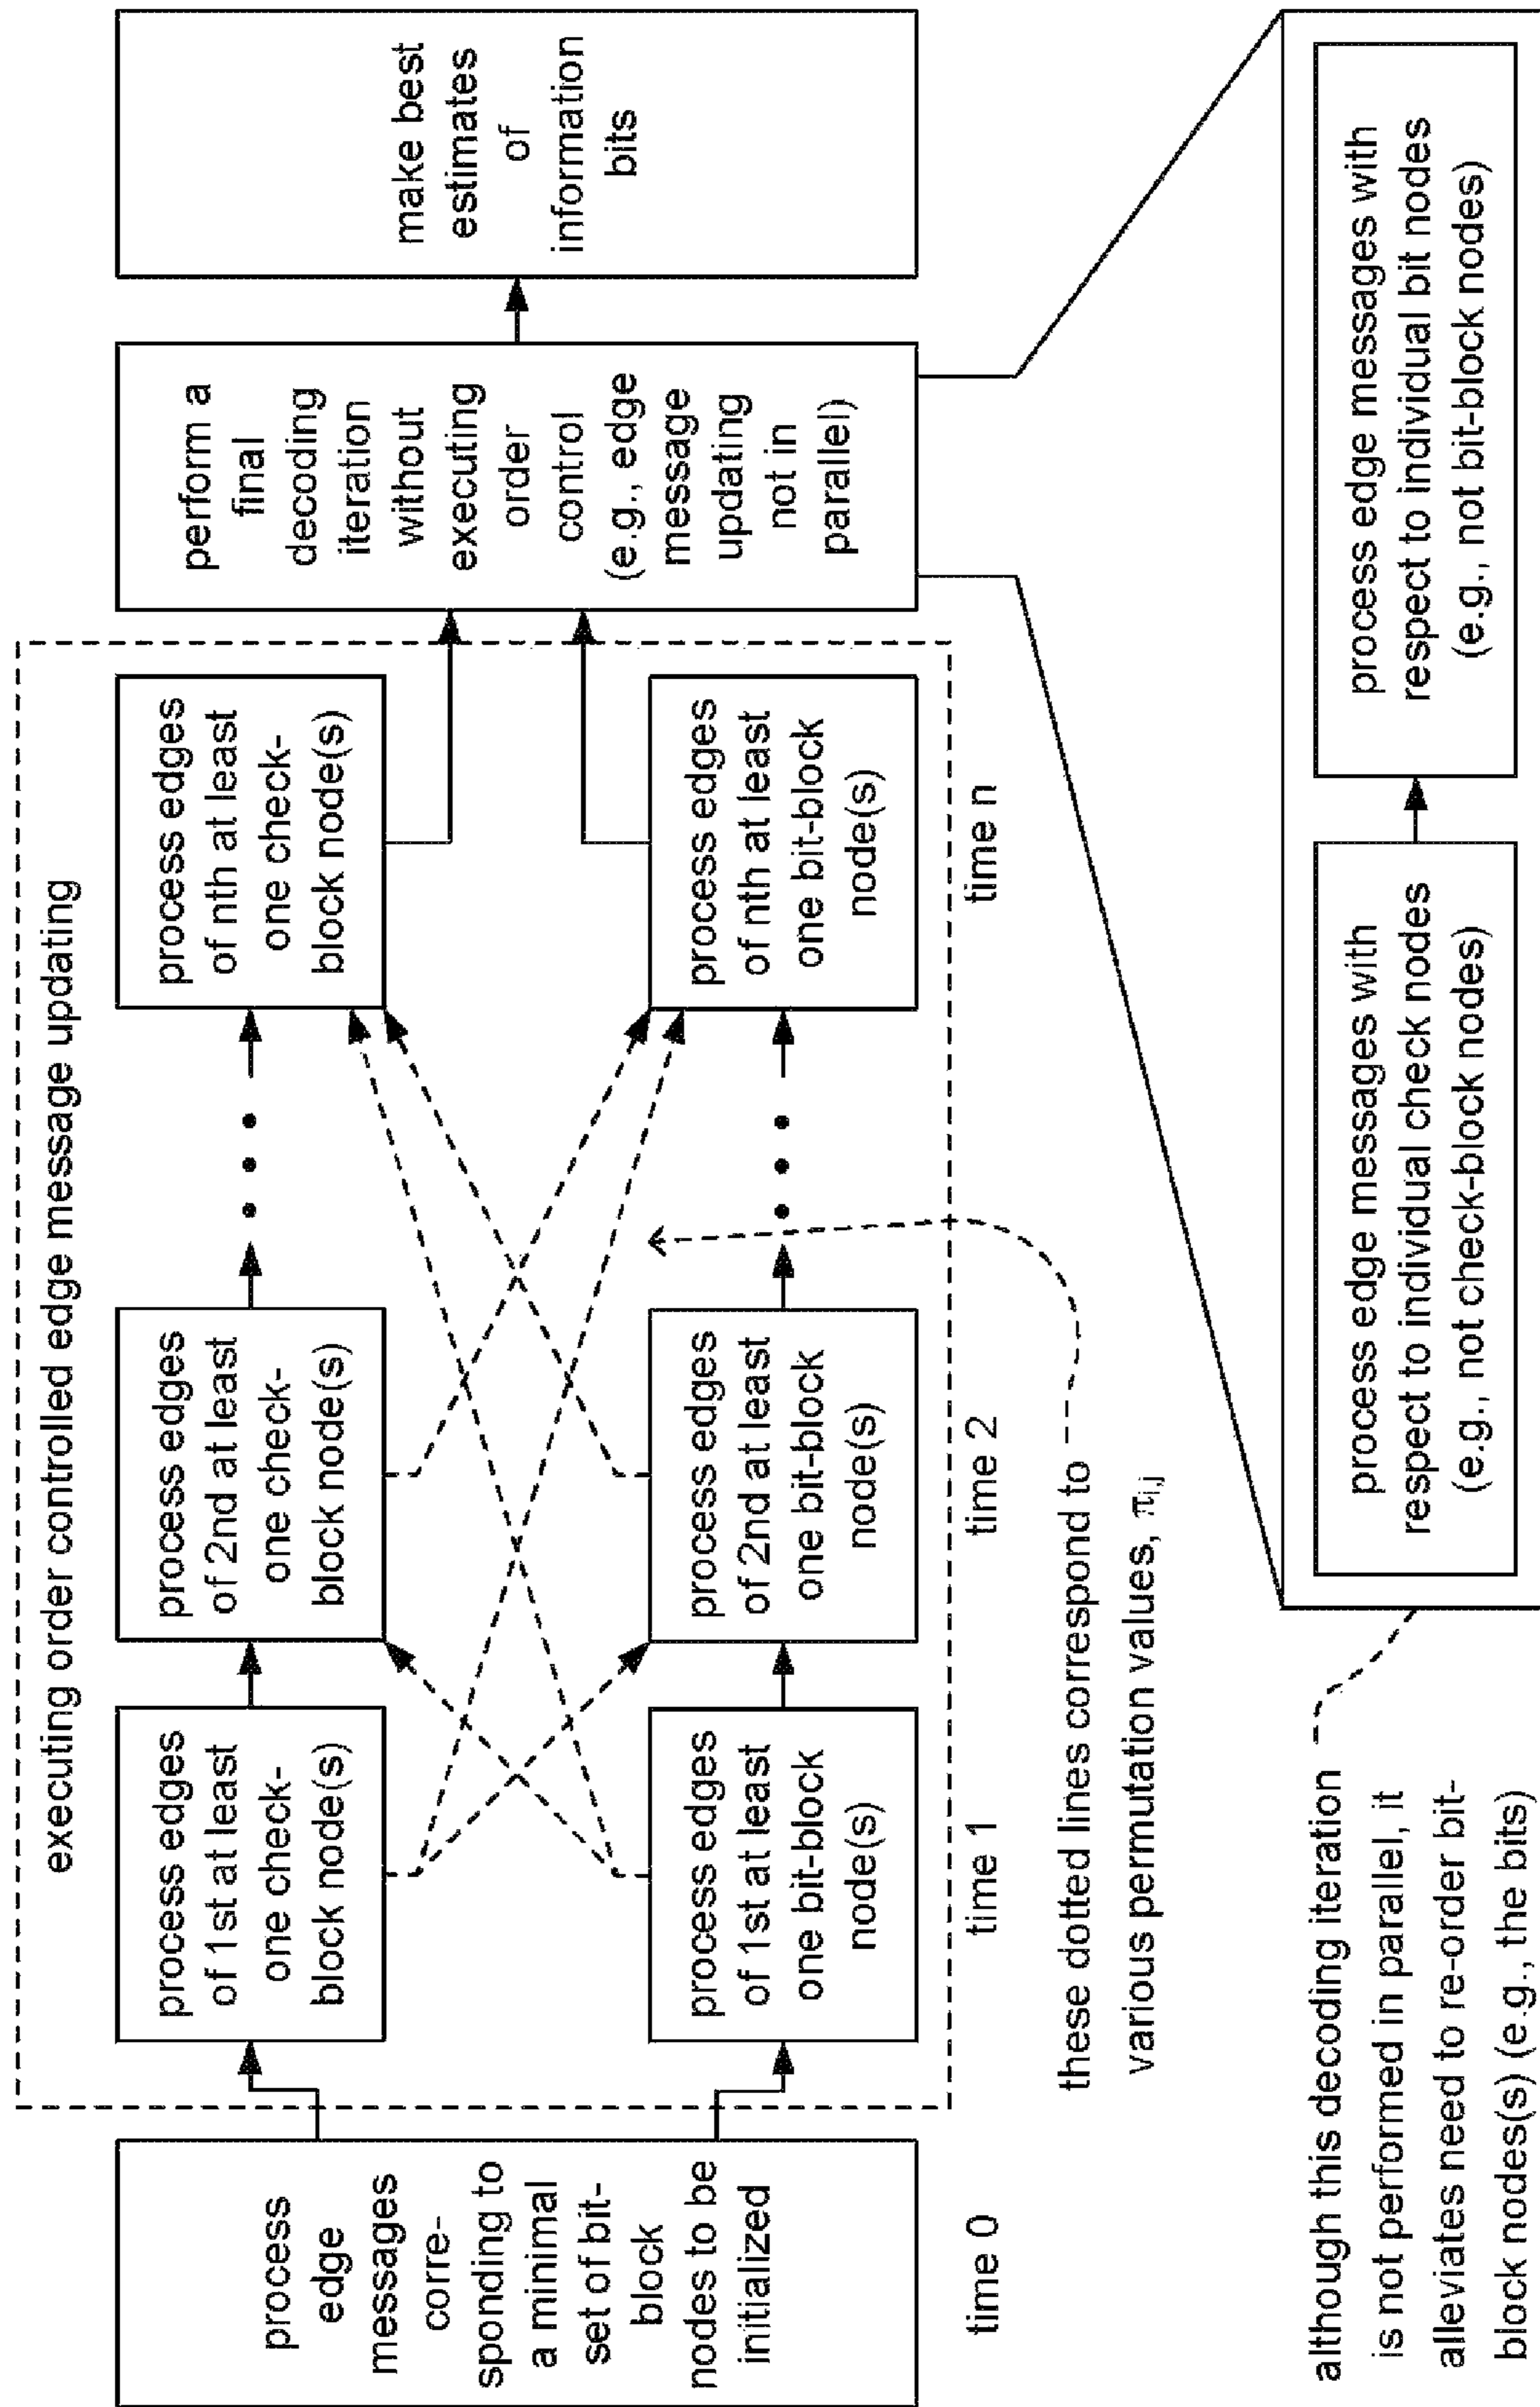 executing order controlled edge message updating
process
edge
messages
corre-
sponding to
a minimal
set of bit-
block
nodes to be
initialized
process edges
of 1st at least
one check-
block node(s)
process edges
of 2nd at least
one check-
block node(s)
process edges
of nth at least
one check-
block node(s)
process edges
of 1st at least
one bit-block
node(s)
process edges
of 2nd at least
one bit-block
node(s)
process edges
of nth at least
one bit-block
node(s)
perform a
final
decoding
iteration
without
executing
order
control
(e.g., edge
message
updating
not in
parallel)
make best
estimates
of
information
bits
time 0
time 1
time 2
time n
these dotted lines correspond to
various permutation values, πi,j
although this decoding iteration
is not performed in parallel, it
alleviates need to re-order bit-
block nodes(s) (e.g., the bits)
process edge messages with
respect to individual check nodes
(e.g., not check-block nodes)
process edge messages with
respect to individual bit nodes
(e.g., not bit-block nodes)